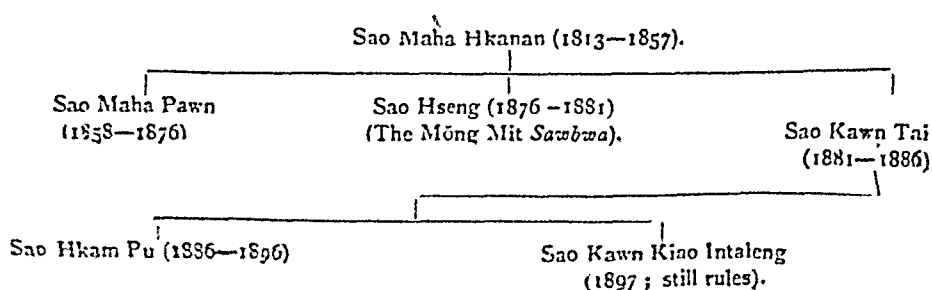 Sao Maha Hkanan (1813—1857).
Sao Maha Pawn
(1858—1876)
Sao Hseng (1876–1881)
(The Möng Mit Sawbwa).
Sao Kawn Tai
(1881—1886)
Sao Hkam Pu (1886—1896)
Sao Kawn Kiao Intaleng
(1897 ; still rules).